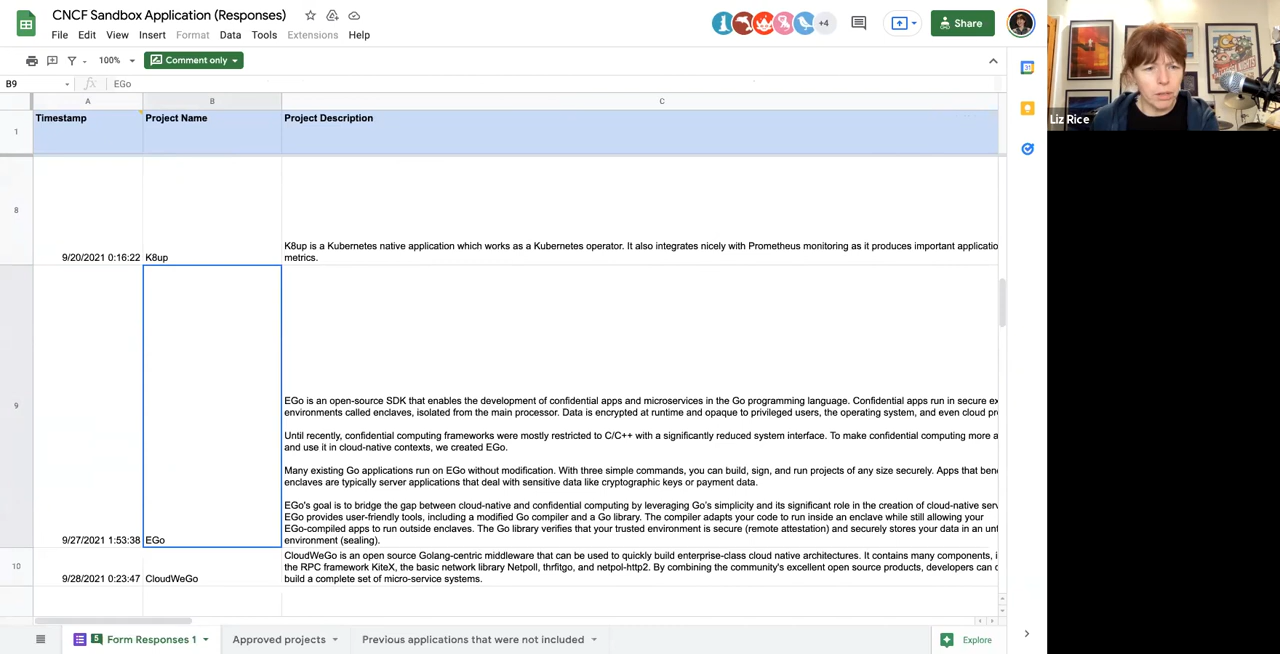 CNCF Sandbox Application (Responses)
File Edit View Insert Format Data Tools Extensions Help
+4
Share
100%
Comment only
B9
fx
EGo
A B C
1
Timestamp
Project Name
Project Description
8
9/20/2021 0:16:22
K8up
K8up is a Kubernetes native application which works as a Kubernetes operator. It also integrates nicely with Prometheus monitoring as it produces important applicatio
metrics.
9
9/27/2021 1:53:38
EGo
EGo is an open-source SDK that enables the development of confidential apps and microservices in the Go programming language. Confidential apps run in secure ex
environments called enclaves, isolated from the main processor. Data is encrypted at runtime and opaque to privileged users, the operating system, and even cloud pr
Until recently, confidential computing frameworks were mostly restricted to C/C++ with a significantly reduced system interface. To make confidential computing more a
and use it in cloud-native contexts, we created EGo.
Many existing Go applications run on EGo without modification. With three simple commands, you can build, sign, and run projects of any size securely. Apps that bene
enclaves are typically server applications that deal with sensitive data like cryptographic keys or payment data.
EGo's goal is to bridge the gap between cloud-native and confidential computing by leveraging Go's simplicity and its significant role in the creation of cloud-native serv
EGo provides user-friendly tools, including a modified Go compiler and a Go library. The compiler adapts your code to run inside an enclave while still allowing your
EGo-compiled apps to run outside enclaves. The Go library verifies that your trusted environment is secure (remote attestation) and securely stores your data in an unt
environment (sealing).
10
9/28/2021 0:23:47
CloudWeGo
CloudWeGo is an open source Golang-centric middleware that can be used to quickly build enterprise-class cloud native architectures. It contains many components, i
the RPC framework KiteX, the basic network library Netpoll, thrfitgo, and netpol-http2. By combining the community's excellent open source products, developers can c
build a complete set of micro-service systems.
5
Form Responses 1
Approved projects
Previous applications that were not included
Explore
31
Liz Rice